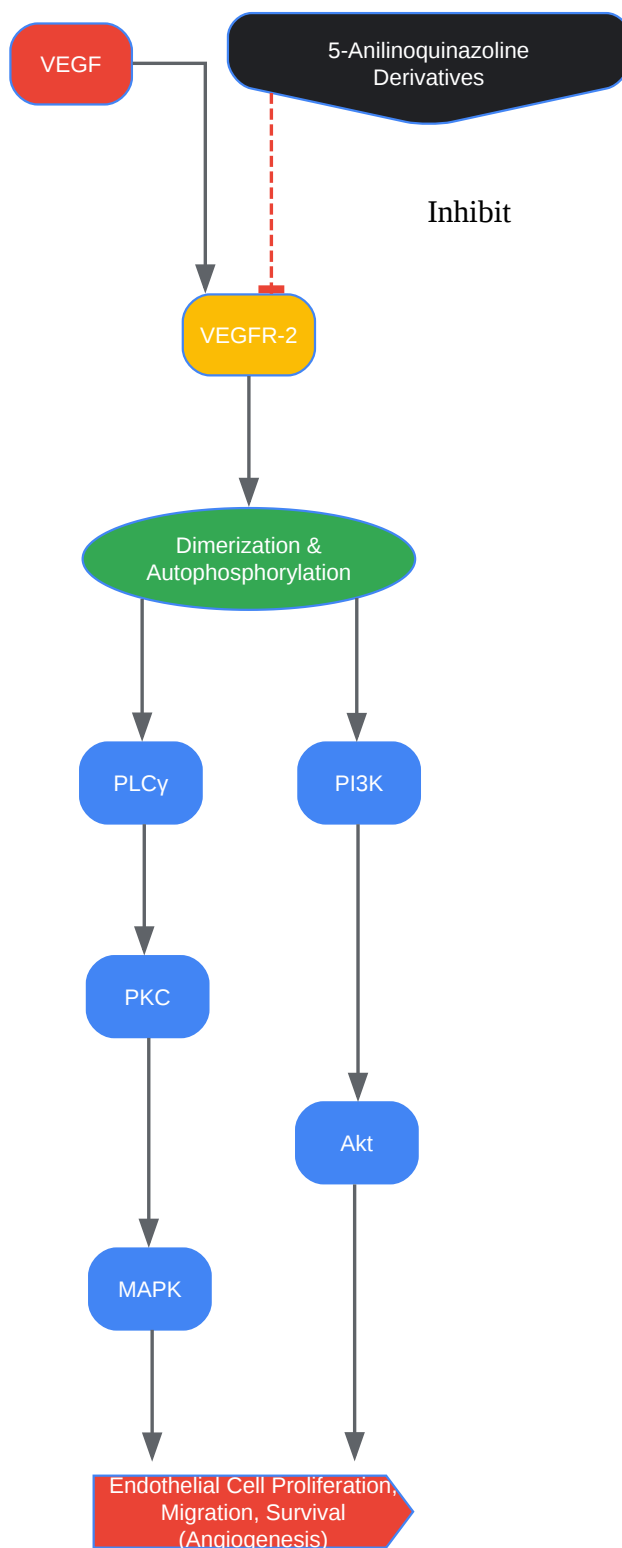 VEGF
5-Anilinoquinazoline
Derivatives
Inhibit
VEGFR-2
Dimerization &
Autophosphorylation
PLCγ
PI3K
PKC
Akt
MAPK
Endothelial Cell Proliferation,
Migration, Survival
(Angiogenesis)